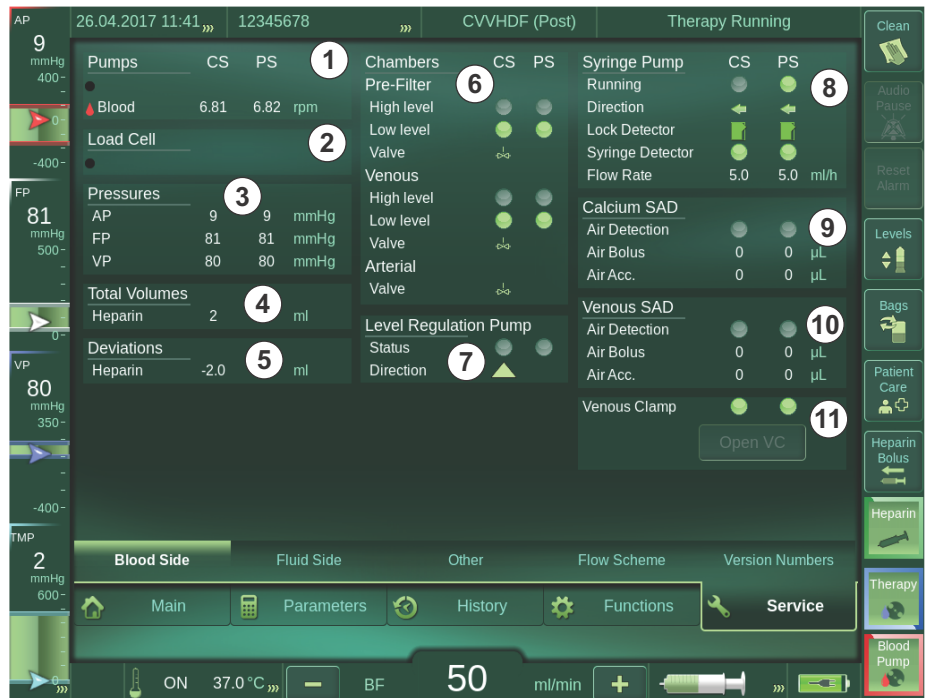 26.04.2017 11:41 12345678 CVVHDF (Post) Therapy Running
AP
9
mmHg
400
0
-400
FP
81
mmHg
500
0
VP
80
mmHg
350
-400
TMP
2
mmHg
600
0
Pumps CS PS 1
Blood 6.81 6.82 rpm
Load Cell 2
Pressures 3
AP 9 9 mmHg
FP 81 81 mmHg
VP 80 80 mmHg
Total Volumes 4
Heparin 2 ml
Deviations 5
Heparin -2.0 ml
Chambers CS PS
Pre-Filter 6
High level
Low level
Valve
Venous
High level
Low level
Valve
Arterial
Valve
Level Regulation Pump
Status
Direction 7
Syringe Pump CS PS
Running 8
Direction
Lock Detector
Syringe Detector
Flow Rate 5.0 5.0 ml/h
Calcium SAD
Air Detection 9
Air Bolus 0 0 µL
Air Acc. 0 0 µL
Venous SAD
Air Detection 10
Air Bolus 0 0 µL
Air Acc. 0 0 µL
Venous Clamp 11
Open VC
Clean
Audio
Pause
Reset
Alarm
Levels
Bags
Patient
Care
Heparin
Bolus
Heparin
Therapy
Blood
Pump
Blood Side Fluid Side Other Flow Scheme Version Numbers
Main Parameters History Functions Service
ON 37.0 °C BF 50 ml/min